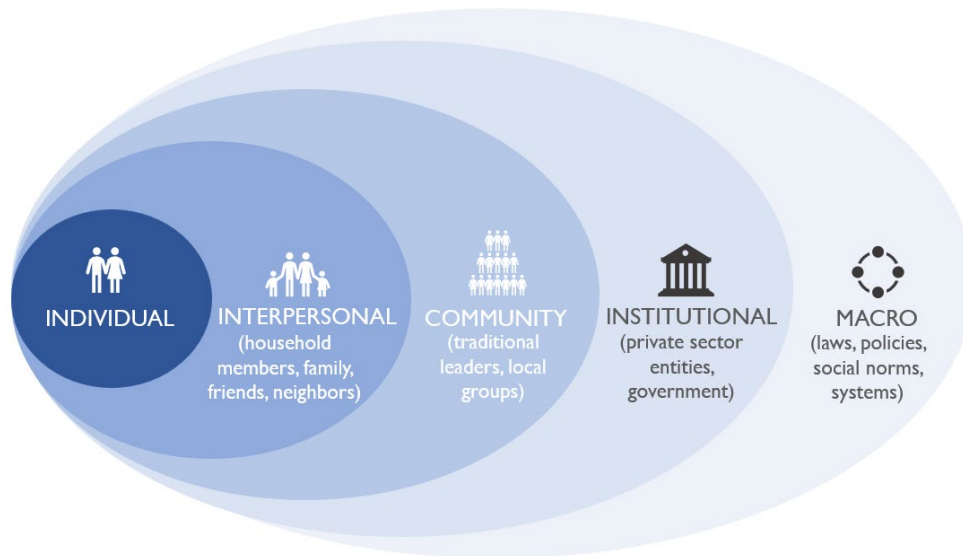 INDIVIDUAL
INTERPERSONAL
(household
members, family,
friends, neighbors)
COMMUNITY
(traditional
leaders, local
groups)
INSTITUTIONAL
(private sector
entities,
government)
MACRO
(laws, policies,
social norms,
systems)